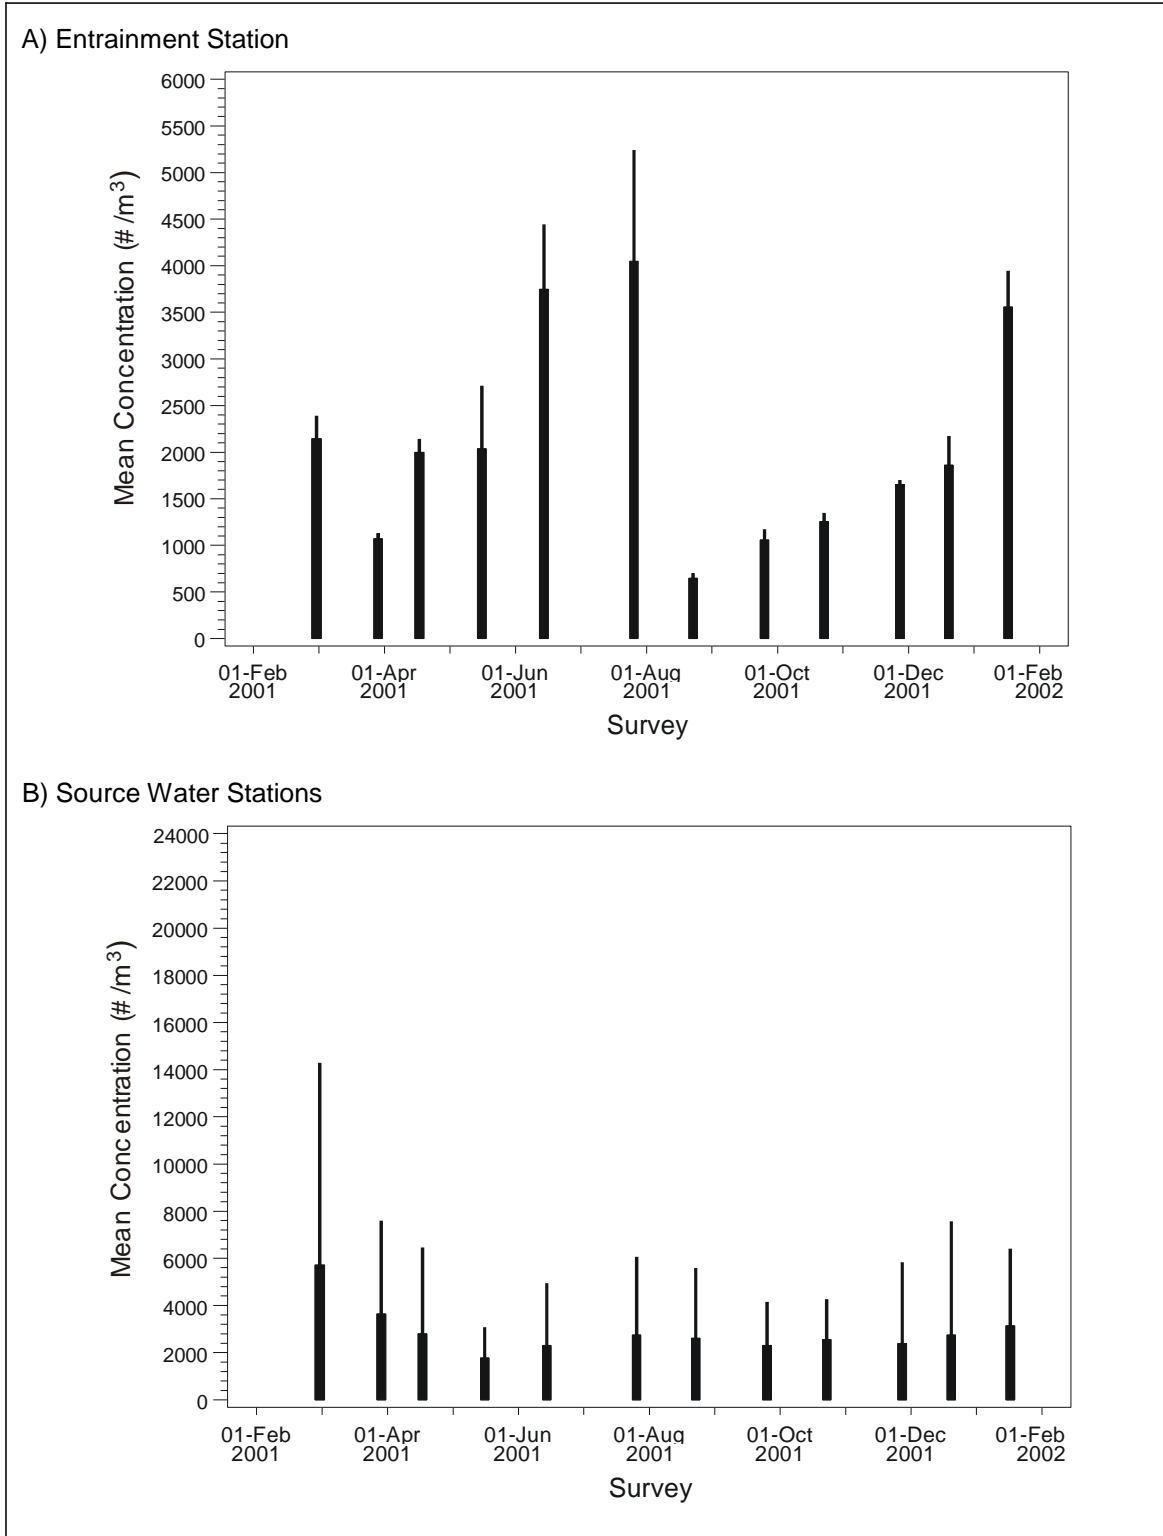 A) Entrainment Station
6000
5500
5000
4500
4000
3500
3000
2500
2000
1500
1000
500
0
Mean Concentration (# /m³)
01-Feb 01-Apr 01-Jun 01-Aug 01-Oct 01-Dec 01-Feb
2001 2001 2001 2001 2001 2001 2002
Survey
B) Source Water Stations
24000
22000
20000
18000
16000
14000
12000
10000
8000
6000
4000
2000
0
Mean Concentration (# /m³)
01-Feb 01-Apr 01-Jun 01-Aug 01-Oct 01-Dec 01-Feb
2001 2001 2001 2001 2001 2001 2002
Survey